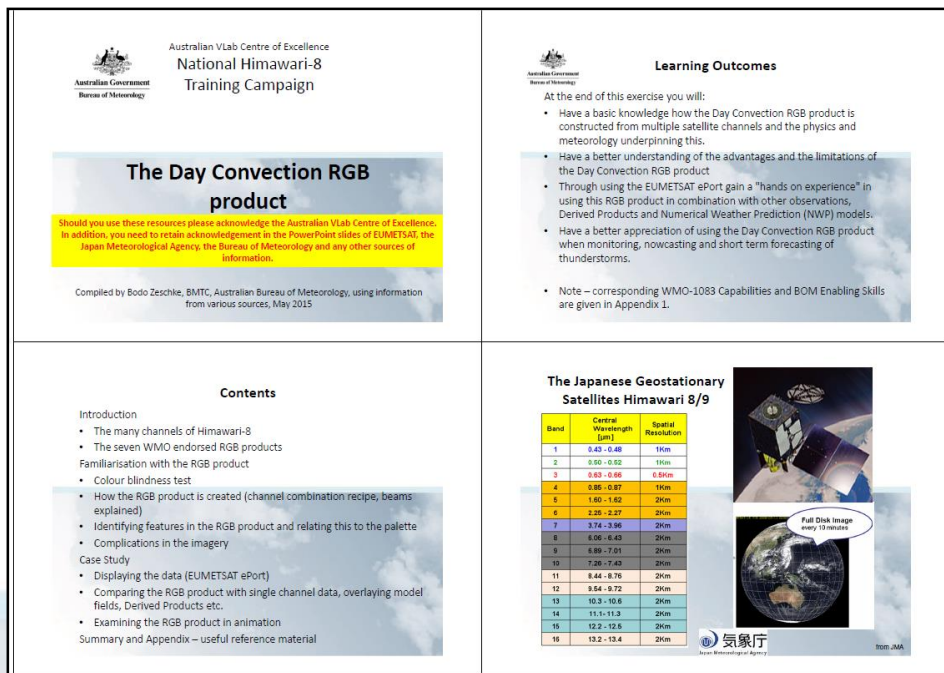 Australian VLab Centre of Excellence
National Himawari-8
Training Campaign
Australian Government
Bureau of Meteorology
The Day Convection RGB
product
Should you use these resources please acknowledge the Australian VLab Centre of Excellence.
In addition, you need to retain acknowledgement in the PowerPoint slides of EUMETSAT, the
Japan Meteorological Agency, the Bureau of Meteorology and any other sources of
information.
Compiled by Bodo Zeschke, BMTC, Australian Bureau of Meteorology, using information
from various sources, May 2015
Australian Government
Bureau of Meteorology
Learning Outcomes
At the end of this exercise you will:
• Have a basic knowledge how the Day Convection RGB product is
constructed from multiple satellite channels and the physics and
meteorology underpinning this.
• Have a better understanding of the advantages and the limitations of
the Day Convection RGB product
• Through using the EUMETSAT ePort gain a "hands on experience" in
using this RGB product in combination with other observations,
Derived Products and Numerical Weather Prediction (NWP) models.
• Have a better appreciation of using the Day Convection RGB product
when monitoring, nowcasting and short term forecasting of
thunderstorms.
• Note – corresponding WMO-1083 Capabilities and BOM Enabling Skills
are given in Appendix 1.
Contents
Introduction
• The many channels of Himawari-8
• The seven WMO endorsed RGB products
Familiarisation with the RGB product
• Colour blindness test
• How the RGB product is created (channel combination recipe, beams
explained)
• Identifying features in the RGB product and relating this to the palette
• Complications in the imagery
Case Study
• Displaying the data (EUMETSAT ePort)
• Comparing the RGB product with single channel data, overlaying model
fields, Derived Products etc.
• Examining the RGB product in animation
Summary and Appendix – useful reference material
The Japanese Geostationary
Satellites Himawari 8/9
Band Central Wavelength [µm] Spatial Resolution
1 0.43 - 0.48 1Km
2 0.50 - 0.52 1Km
3 0.63 - 0.66 0.5Km
4 0.85 - 0.87 1Km
5 1.60 - 1.62 2Km
6 2.25 - 2.27 2Km
7 3.74 - 3.96 2Km
8 6.06 - 6.43 2Km
9 6.89 - 7.01 2Km
10 7.26 - 7.43 2Km
11 8.44 - 8.76 2Km
12 9.54 - 9.72 2Km
13 10.3 - 10.6 2Km
14 11.1- 11.3 2Km
15 12.2 - 12.5 2Km
16 13.2 - 13.4 2Km
Full Disk Image
every 10 minutes
気象庁
Japan Meteorological Agency
from JMA